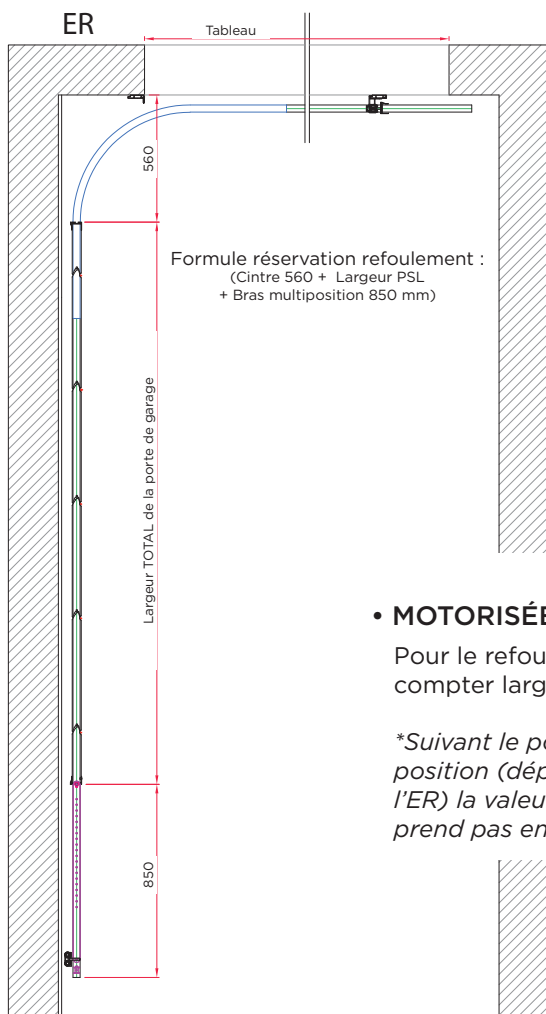 ER
Tableau
560
Formule réservation refoulement :
(Cintre 560 + Largeur PSL
+ Bras multiposition 850 mm)
Largeur TOTAL de la porte de garage
• MOTORISÉE
Pour le refou
compter larg
*Suivant le po
position (dép
l'ER) la valeu
prend pas en
850